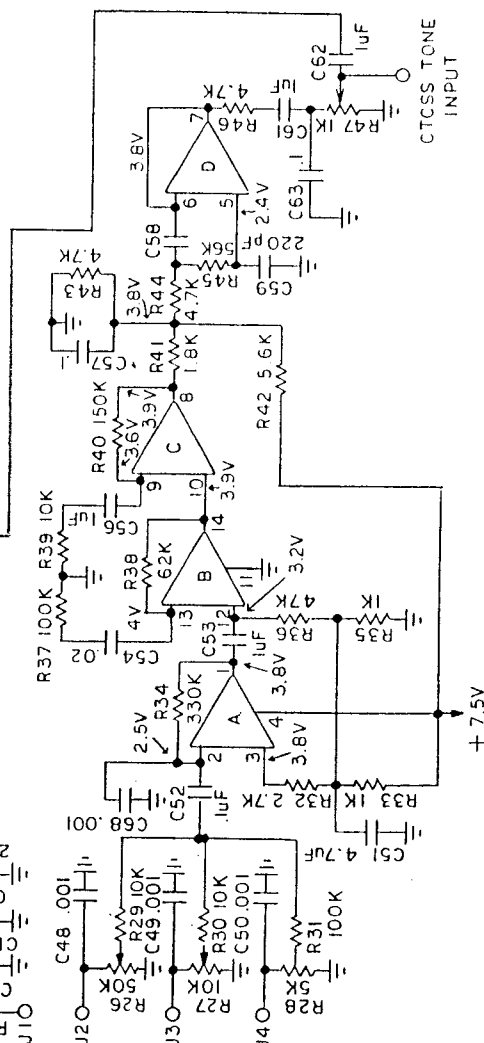 C62
1uF
CTCSS TONE
INPUT
R46
4.7K
C61
1uF
R47 1K
C63
.1
3.8V
7
D
6
5
2.4V
C58
R45
56K
220pF
C59
R43
4.7K
3.8V
R44
4.7K
C57
.1
R41
1.8K
R42 5.6K
R40 150K
3.6V
3.9V
8
C
9
10
3.9V
R39 10K
C56
1uF
R37 100K
R38
62K
14
B
11
13
12
4V
3.2V
C54
.02
C53
1uF
R36
47K
R35
1K
R34
330K
2.5V
1
A
4
2
3
3.8V
3.8V
C68 .001
C52
.1uF
R32 2.7K
R33 1K
C51
4.7uF
+7.5V
C48 .001
R29 10K
C49 .001
R30 10K
C50 .001
R31
100K
R26
50K
R27
10K
R28
5K
J2
J3
J4
J1